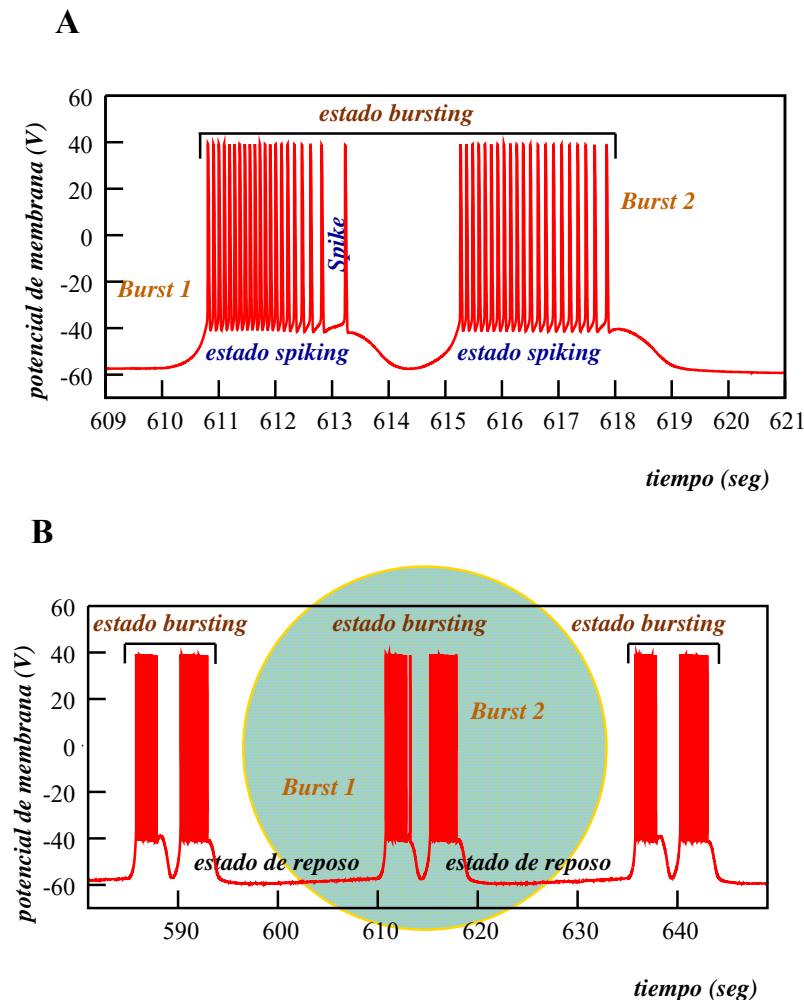 A
60
estado bursting
40
20
Burst 2
0
Spike
Burst 1
-20
-40
estado spiking
estado spiking
-60
potencial de membrana (V)
609 610 611 612 613 614 615 616 617 618 619 620 621
tiempo (seg)
B
60
estado bursting
estado bursting
estado bursting
40
20
Burst 2
0
Burst 1
-20
-40
estado de reposo
estado de reposo
-60
potencial de membrana (V)
590 600 610 620 630 640
tiempo (seg)